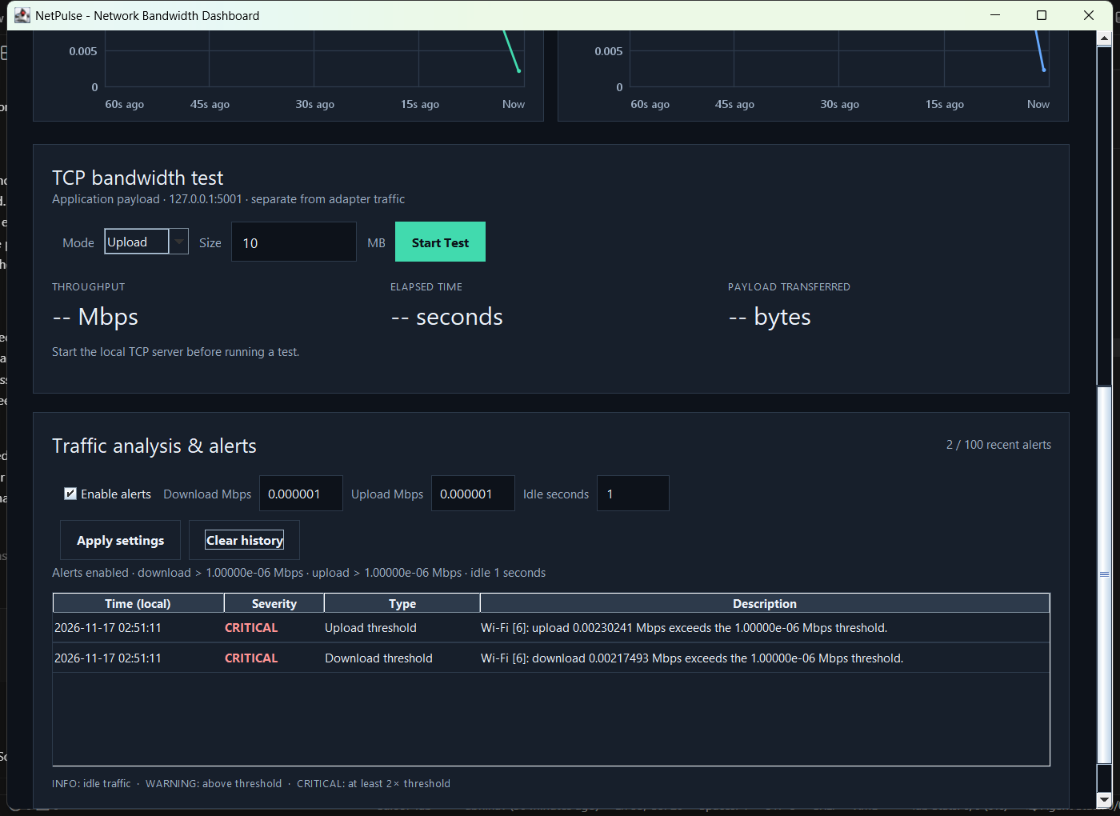 NetPulse - Network Bandwidth Dashboard
0.005
0
60s ago 45s ago 30s ago 15s ago Now
0.005
0
60s ago 45s ago 30s ago 15s ago Now
TCP bandwidth test
Application payload · 127.0.0.1:5001 · separate from adapter traffic
Mode Upload Size 10 MB Start Test
THROUGHPUT ELAPSED TIME PAYLOAD TRANSFERRED
-- Mbps -- seconds -- bytes
Start the local TCP server before running a test.
Traffic analysis & alerts 2 / 100 recent alerts
Enable alerts Download Mbps 0.000001 Upload Mbps 0.000001 Idle seconds 1
Apply settings Clear history
Alerts enabled · download > 1.00000e-06 Mbps · upload > 1.00000e-06 Mbps · idle 1 seconds
Time (local) Severity Type Description
2026-11-17 02:51:11 CRITICAL Upload threshold Wi-Fi [6]: upload 0.00230241 Mbps exceeds the 1.00000e-06 Mbps threshold.
2026-11-17 02:51:11 CRITICAL Download threshold Wi-Fi [6]: download 0.00217493 Mbps exceeds the 1.00000e-06 Mbps threshold.
INFO: idle traffic · WARNING: above threshold · CRITICAL: at least 2× threshold